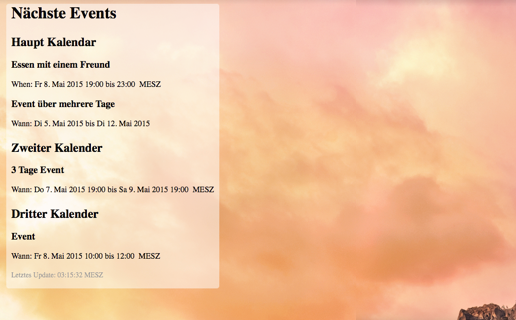 Nächste Events
Haupt Kalendar
Essen mit einem Freund
When: Fr 8. Mai 2015 19:00 bis 23:00 MESZ
Event über mehrere Tage
Wann: Di 5. Mai 2015 bis Di 12. Mai 2015
Zweiter Kalender
3 Tage Event
Wann: Do 7. Mai 2015 19:00 bis Sa 9. Mai 2015 19:00 MESZ
Dritter Kalender
Event
Wann: Fr 8. Mai 2015 10:00 bis 12:00 MESZ
Letztes Update: 03:15:32 MESZ